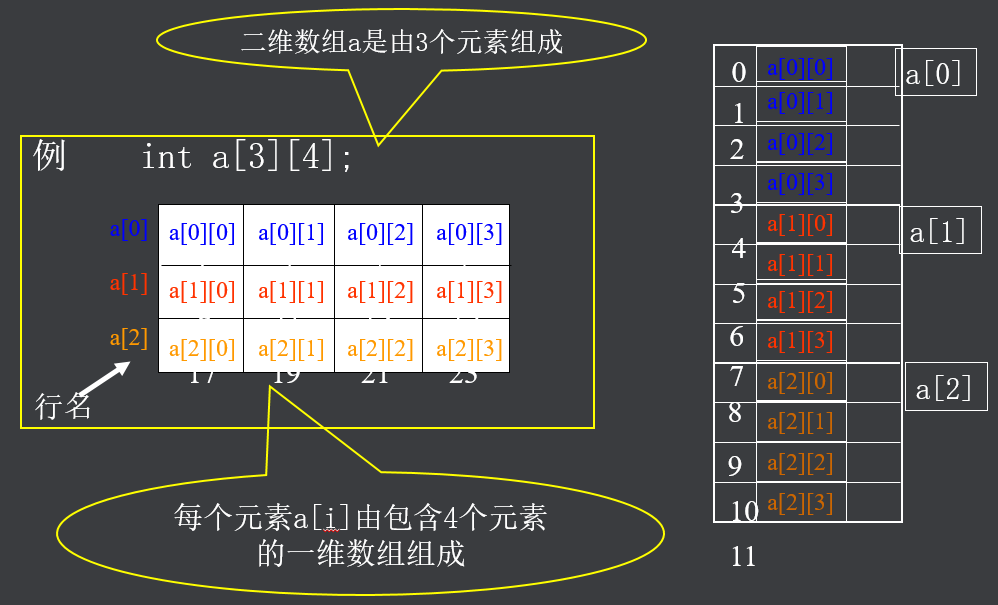 二维数组a是由3个元素组成
例 int a[3][4];
a[0] a[0][0] a[0][1] a[0][2] a[0][3]
a[1] a[1][0] a[1][1] a[1][2] a[1][3]
a[2] a[2][0] a[2][1] a[2][2] a[2][3]
17 19 21 23
行名
每个元素a[i]由包含4个元素
的一维数组组成
0 a[0][0] a[0]
1 a[0][1]
2 a[0][2]
3 a[0][3]
4 a[1][0] a[1]
5 a[1][1]
6 a[1][2]
7 a[1][3]
8 a[2][0] a[2]
9 a[2][1]
10 a[2][2]
11 a[2][3]